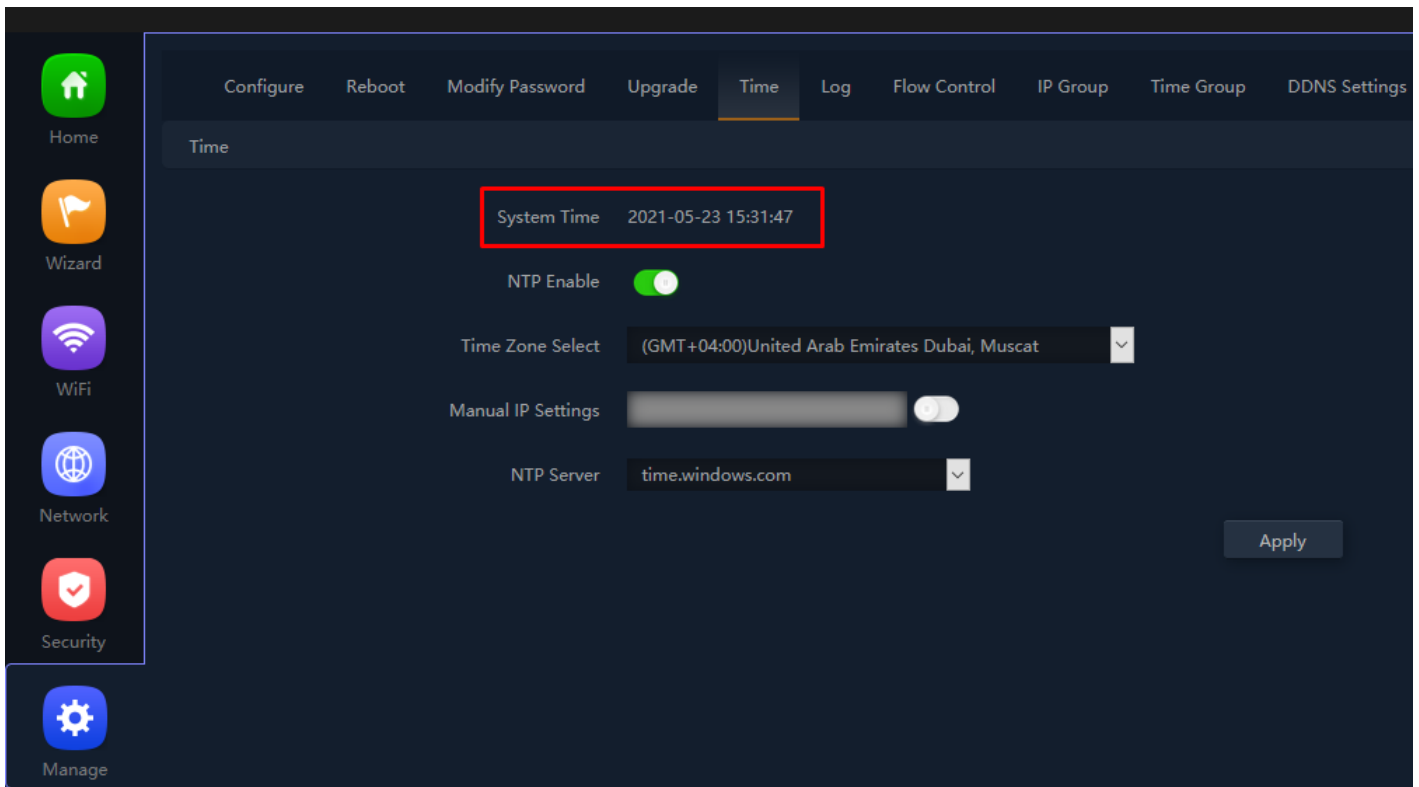 Configure Reboot Modify Password Upgrade Time Log Flow Control IP Group Time Group DDNS Settings
Home
Time
System Time 2021-05-23 15:31:47
Wizard
NTP Enable
Time Zone Select (GMT+04:00)United Arab Emirates Dubai, Muscat
WiFi
Manual IP Settings
NTP Server time.windows.com
Network
Apply
Security
Manage